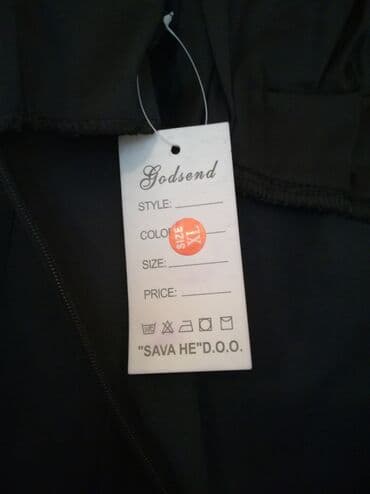 Godsend
STYLE:
COLOR
SIZE XL
SIZE:
PRICE:
"SAVA HE"D.O.O.